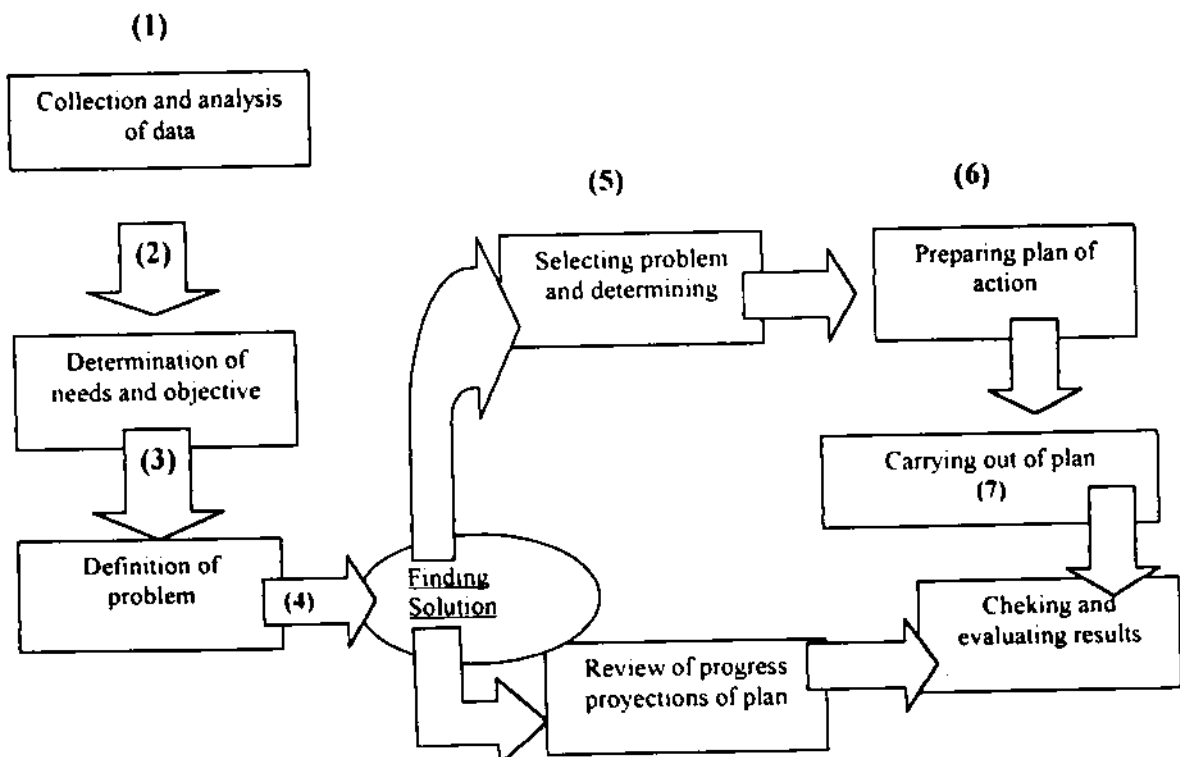 (1)
Collection and analysis
of data
(2)
Determination of
needs and objective
(3)
Definition of
problem
(4)
Finding
Solution
(5)
Selecting problem
and determining
(6)
Preparing plan of
action
Carrying out of plan
(7)
Review of progress
proyections of plan
Cheking and
evaluating results